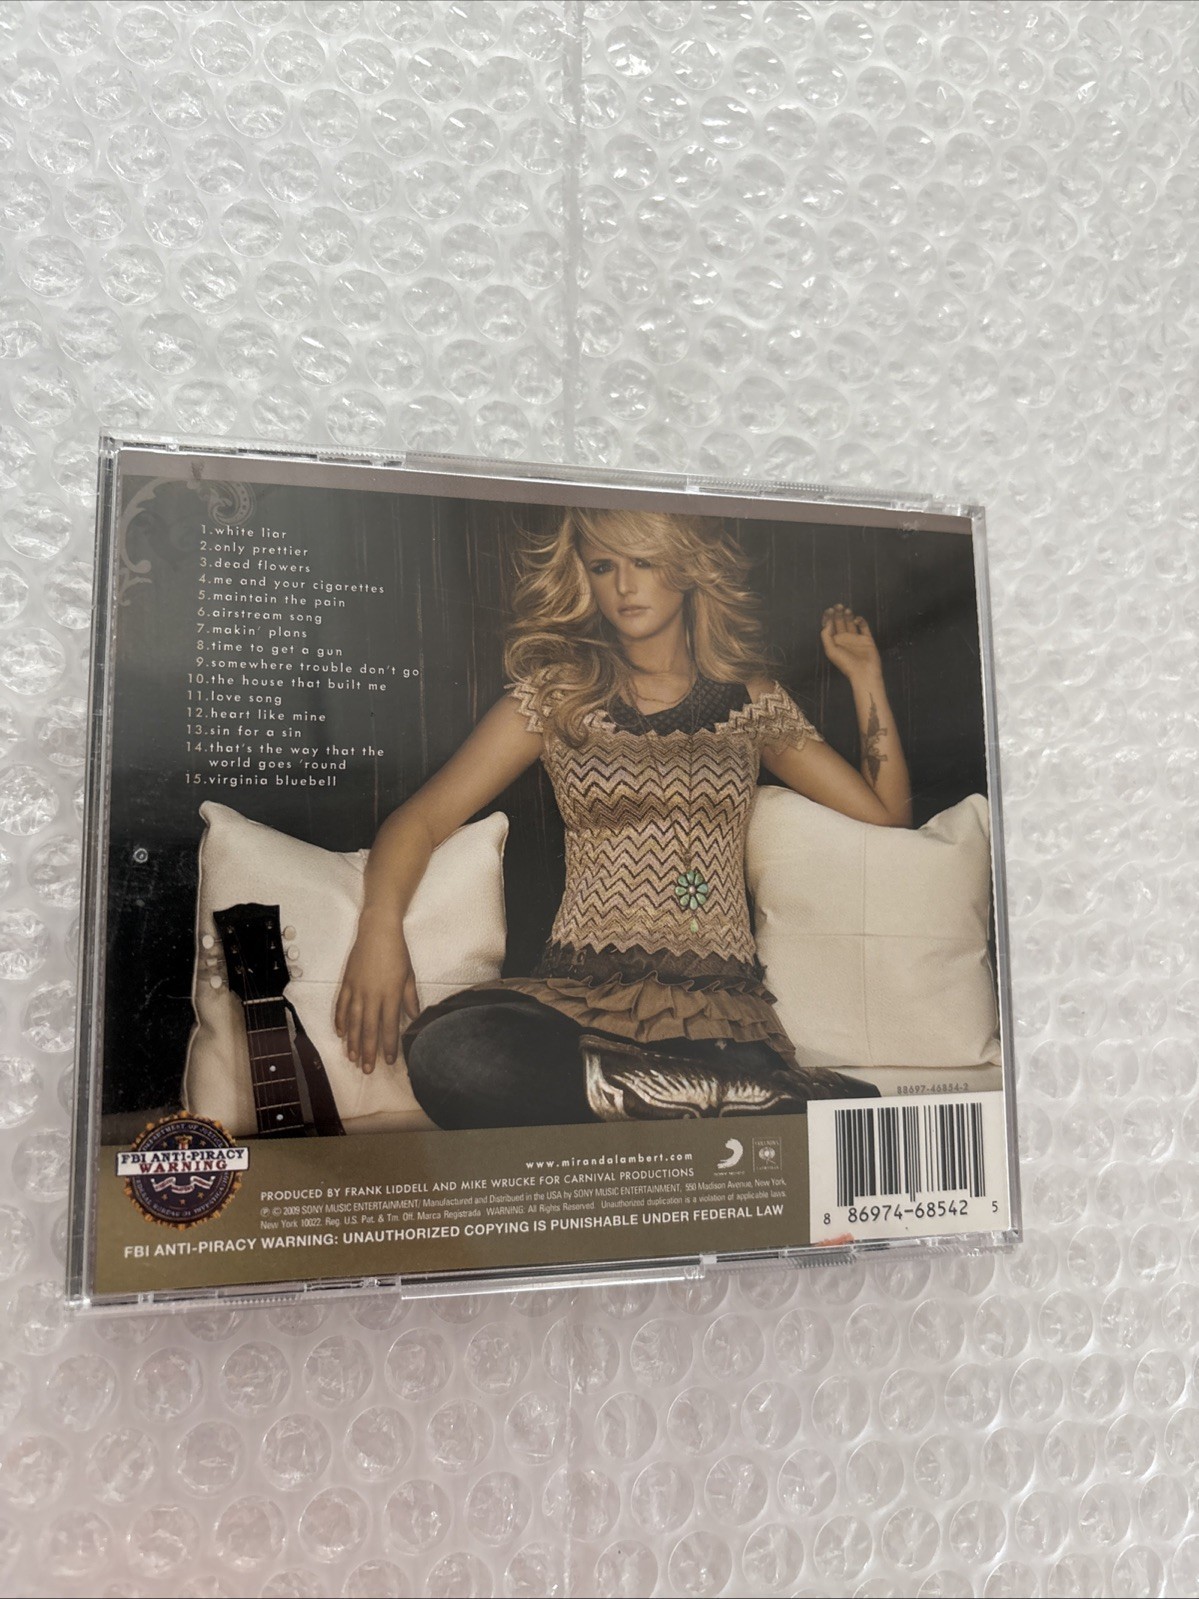 1.white liar
2.only prettier
3.dead flowers
4.me and your cigarettes
5.maintain the pain
6.airstream song
7.makin' plans
8.time to get a gun
9.somewhere trouble don't go
10.the house that built me
11.love song
12.heart like mine
13.sin for a sin
14.that's the way that the
world goes 'round
15.virginia bluebell
88697-46854-2
FBI ANTI-PIRACY
WARNING
www.mirandalambert.com
PRODUCED BY FRANK LIDDELL AND MIKE WRUCKE FOR CARNIVAL PRODUCTIONS
℗ © 2009 SONY MUSIC ENTERTAINMENT/ Manufactured and Distributed in the USA by SONY MUSIC ENTERTAINMENT, 550 Madison Avenue, New York,
New York 10022. Reg. U.S. Pat. & Tm. Off. Marca Registrada WARNING: All Rights Reserved Unauthorized duplication is a violation of applicable laws.
FBI ANTI-PIRACY WARNING: UNAUTHORIZED COPYING IS PUNISHABLE UNDER FEDERAL LAW
8 86974-68542 5